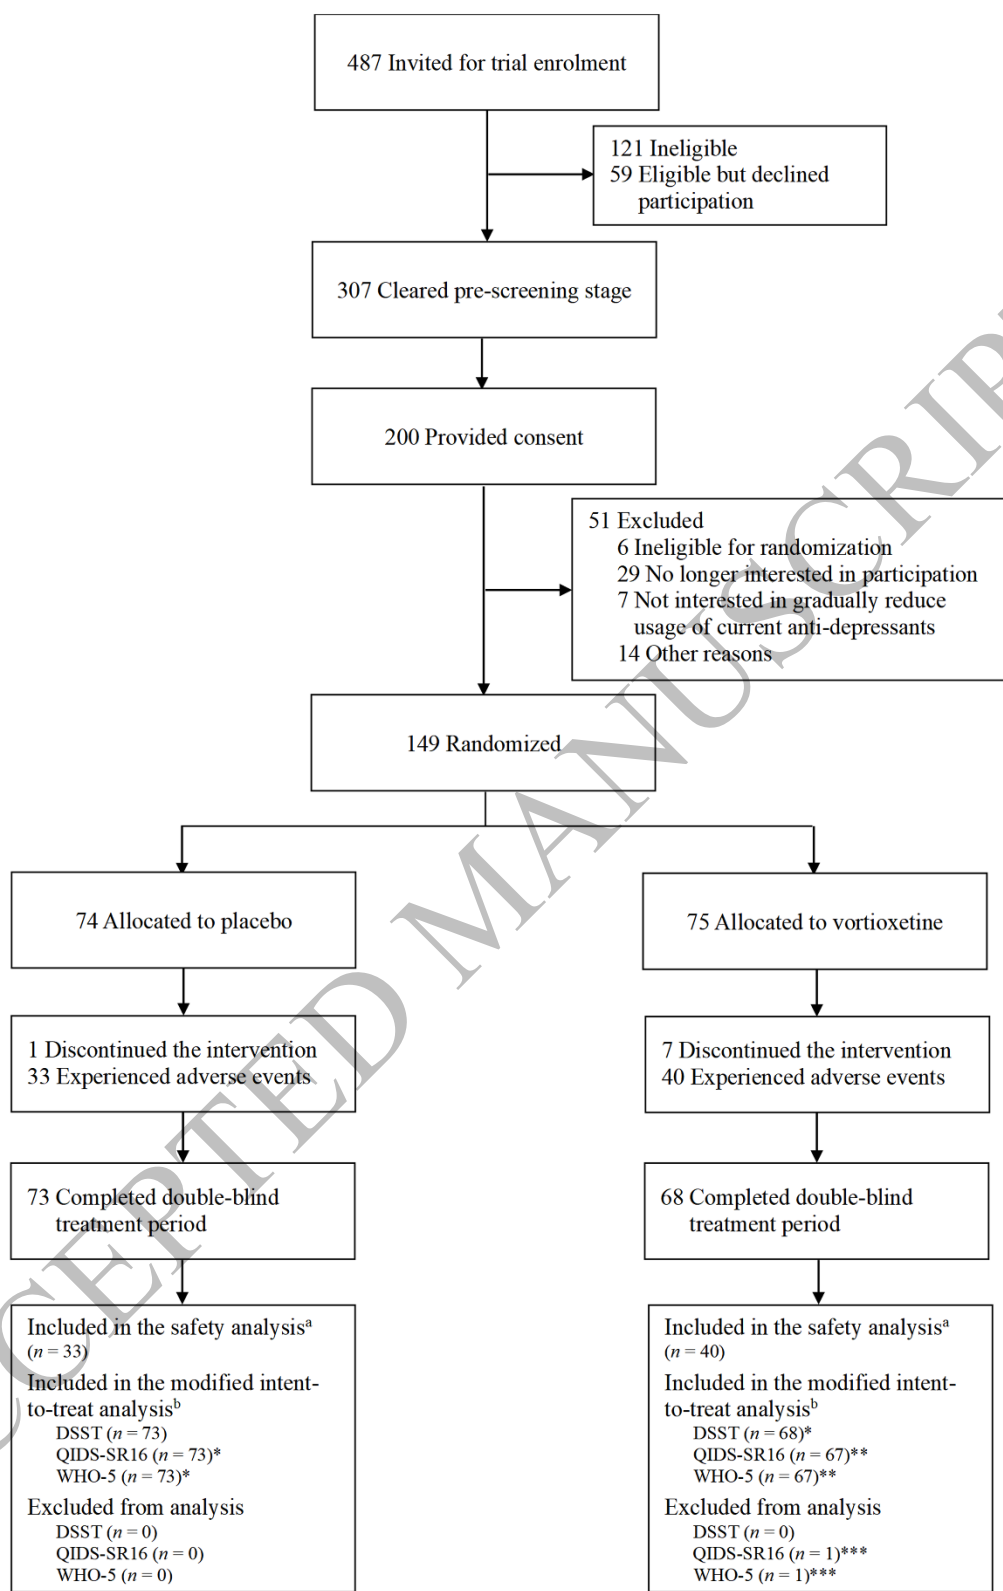 487 Invited for trial enrolment
121 Ineligible
59 Eligible but declined
participation
307 Cleared pre-screening stage
200 Provided consent
51 Excluded
6 Ineligible for randomization
29 No longer interested in participation
7 Not interested in gradually reduce
usage of current anti-depressants
14 Other reasons
149 Randomized
74 Allocated to placebo
75 Allocated to vortioxetine
1 Discontinued the intervention
33 Experienced adverse events
7 Discontinued the intervention
40 Experienced adverse events
73 Completed double-blind
treatment period
68 Completed double-blind
treatment period
Included in the safety analysisᵃ
(n = 33)
Included in the modified intent-
to-treat analysisᵇ
DSST (n = 73)
QIDS-SR16 (n = 73)*
WHO-5 (n = 73)*
Excluded from analysis
DSST (n = 0)
QIDS-SR16 (n = 0)
WHO-5 (n = 0)
Included in the safety analysisᵃ
(n = 40)
Included in the modified intent-
to-treat analysisᵇ
DSST (n = 68)*
QIDS-SR16 (n = 67)**
WHO-5 (n = 67)**
Excluded from analysis
DSST (n = 0)
QIDS-SR16 (n = 1)***
WHO-5 (n = 1)***
CCEPTED MANUSCRIP